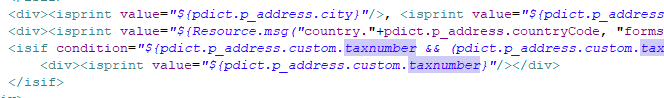 <div><isprint value="${pdict.p_address.city}"/>, <isprint value="${pdict.p_address
<div><isprint value="${Resource.msg("country."+pdict.p_address.countryCode, "forms
<isif condition="${pdict.p_address.custom.taxnumber && (pdict.p_address.custom.tax
<div><isprint value="${pdict.p_address.custom.taxnumber}"/></div>
</isif>